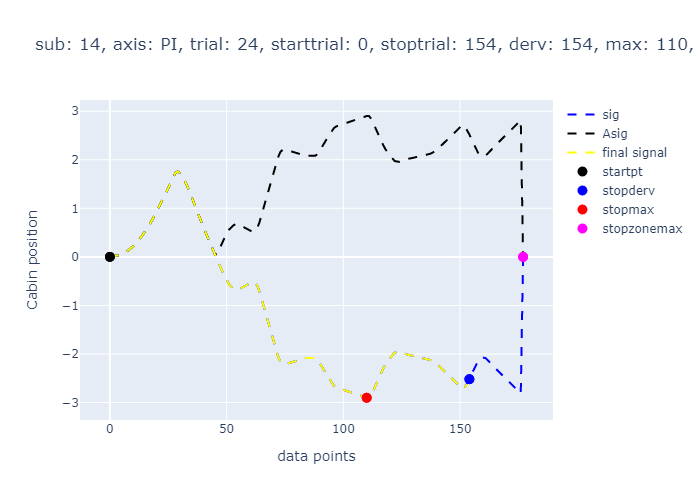 sub: 14, axis: PI, trial: 24, starttrial: 0, stoptrial: 154, derv: 154, max: 110,
3
2
1
0
−1
−2
−3
Cabin position
0
50
100
150
data points
sig
Asig
final signal
startpt
stopderv
stopmax
stopzonemax